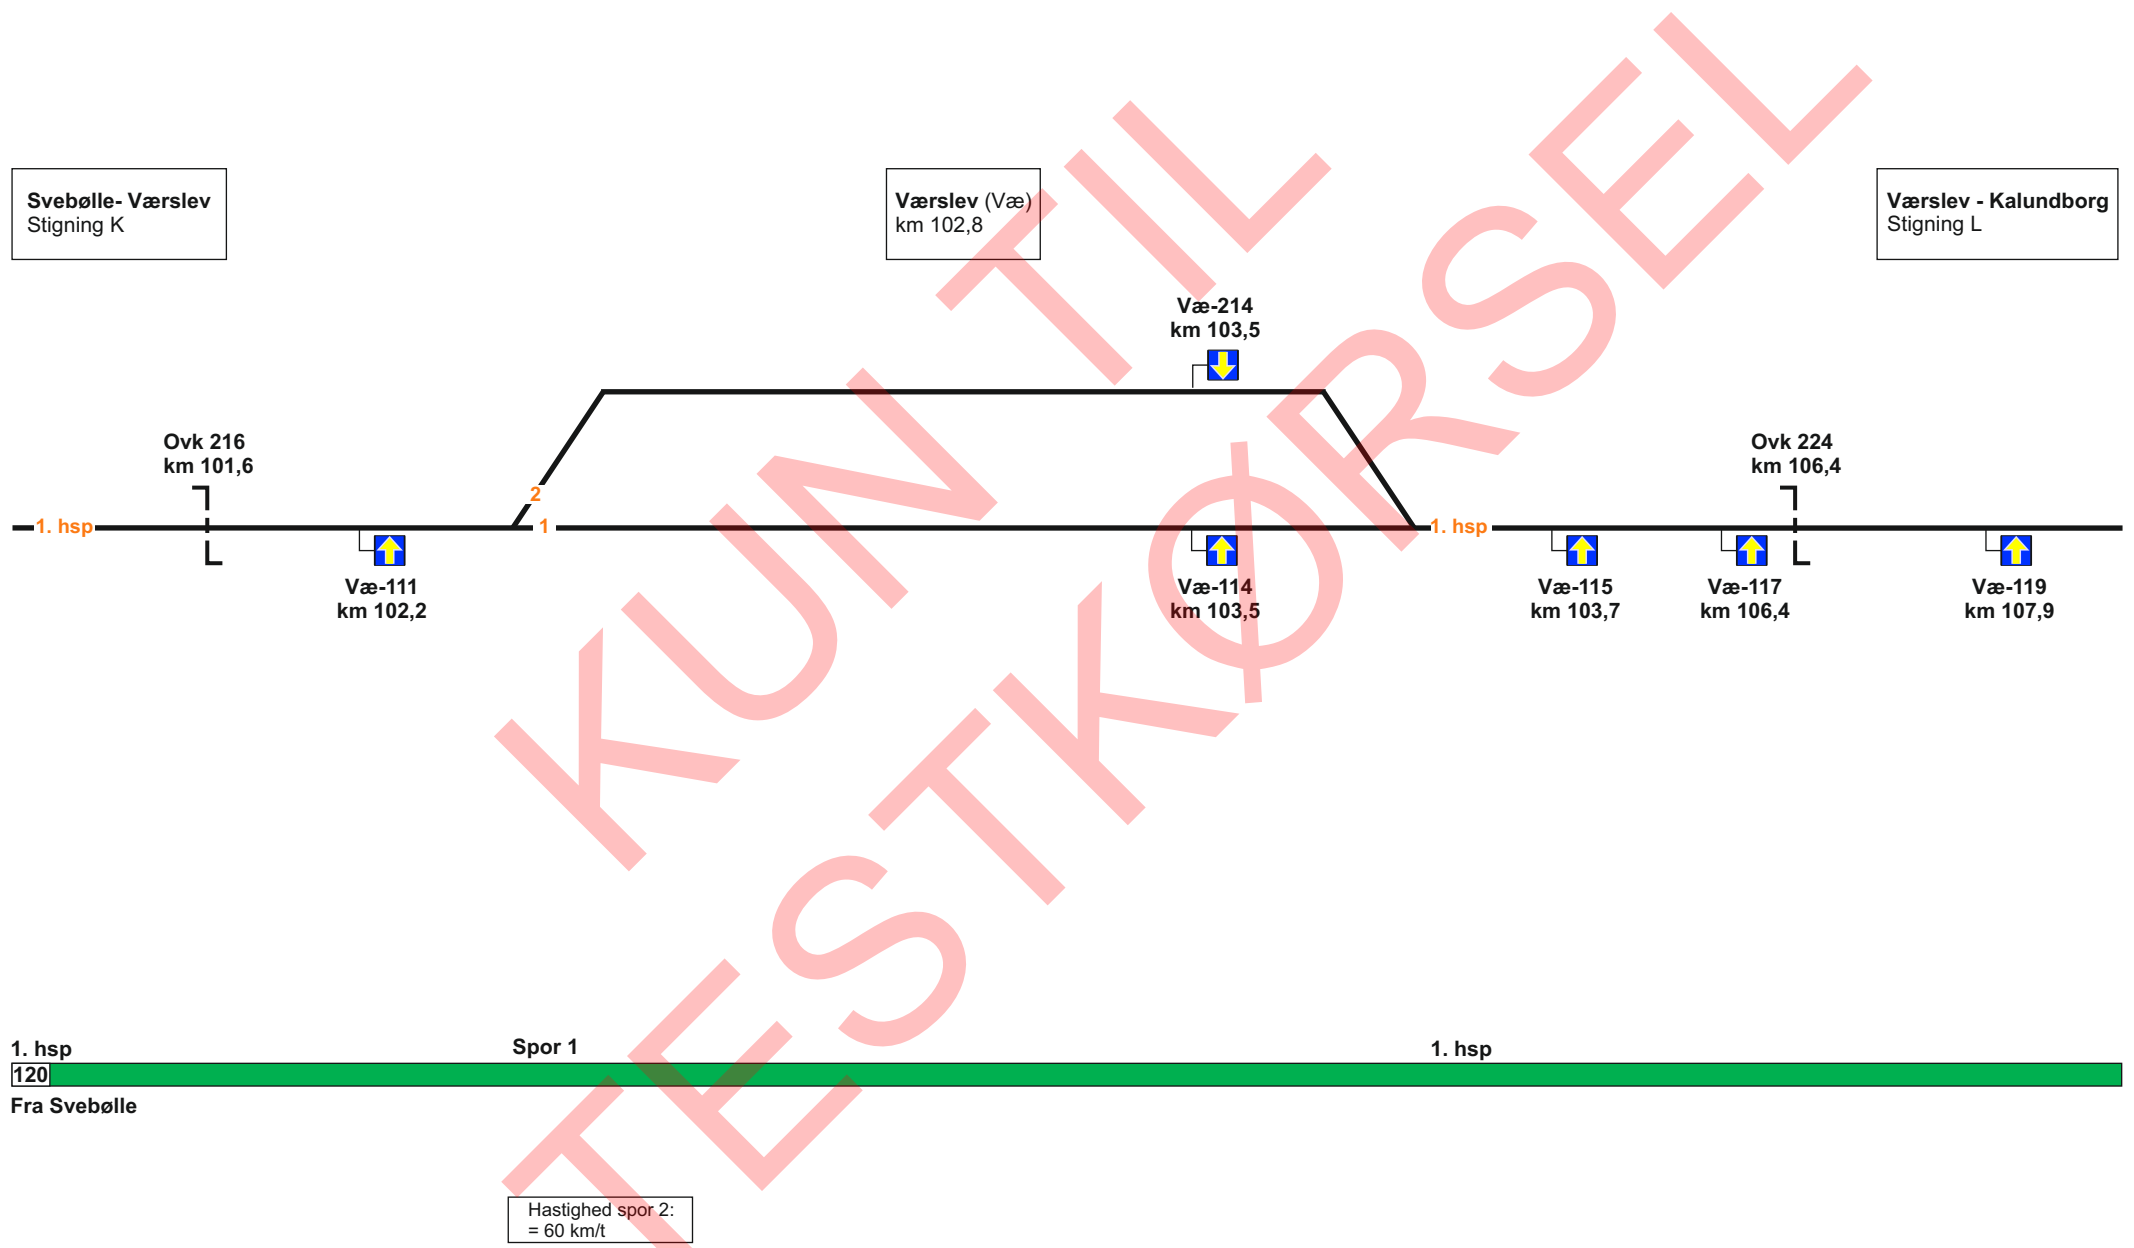 Svebølle- Værslev
Stigning K
Værslev (Væ)
km 102,8
Værslev - Kalundborg
Stigning L
Væ-214
km 103,5
Ovk 216
km 101,6
Ovk 224
km 106,4
2
1. hsp
1
1. hsp
Væ-111
km 102,2
Væ-114
km 103,5
Væ-115
km 103,7
Væ-117
km 106,4
Væ-119
km 107,9
KUN TIL
TESTKØRSEL
1. hsp
Spor 1
1. hsp
120
Fra Svebølle
Hastighed spor 2:
= 60 km/t